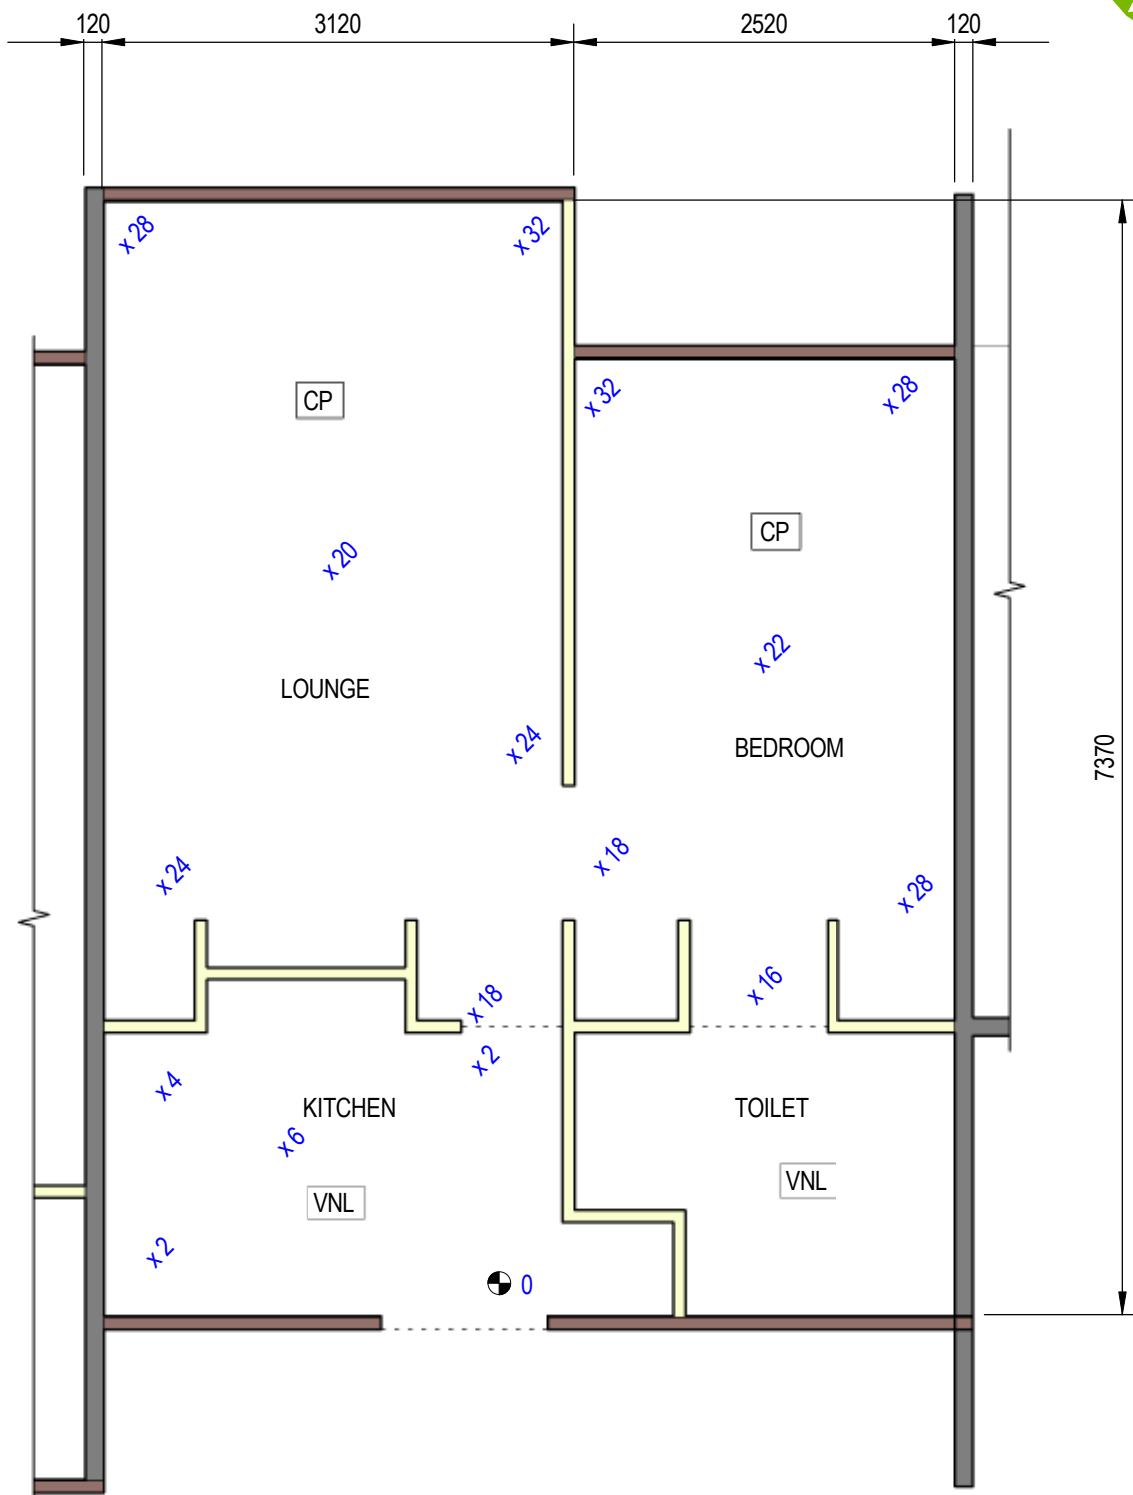 120 3120 2520 120
x 28 x 32
CP
x 32 x 28
CP
x 20
x 22
LOUNGE
x 24
BEDROOM
7370
x 18
x 24
x 28
x 16
x 18
x 2
x 4
KITCHEN
TOILET
x 6
VNL
VNL
x 2
0